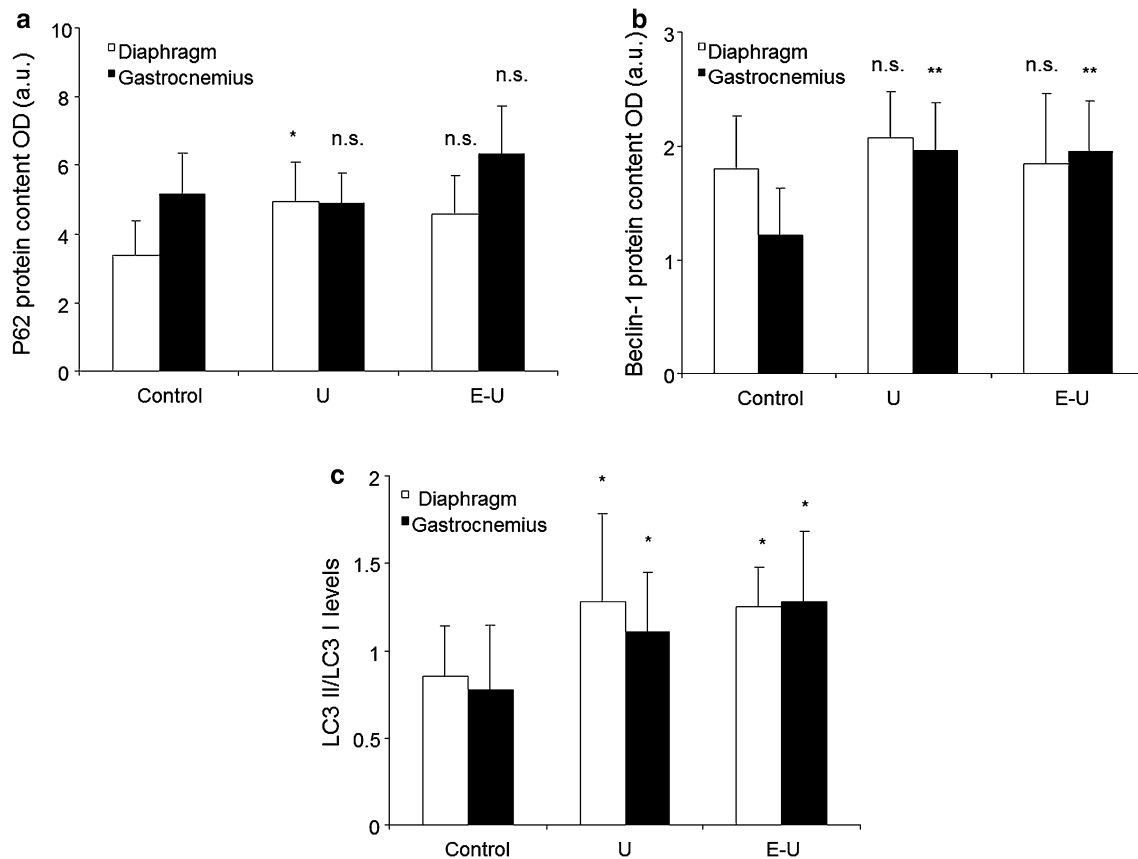 a
P62 protein content OD (a.u.)
10
8
6
4
2
0
Diaphragm
Gastrocnemius
*
n.s.
n.s.
n.s.
Control
U
E-U
b
Beclin-1 protein content OD (a.u.)
3
2
1
0
Diaphragm
Gastrocnemius
n.s.
**
n.s.
**
Control
U
E-U
c
LC3 II/LC3 I levels
2
1.5
1
0.5
0
Diaphragm
Gastrocnemius
*
*
*
*
Control
U
E-U